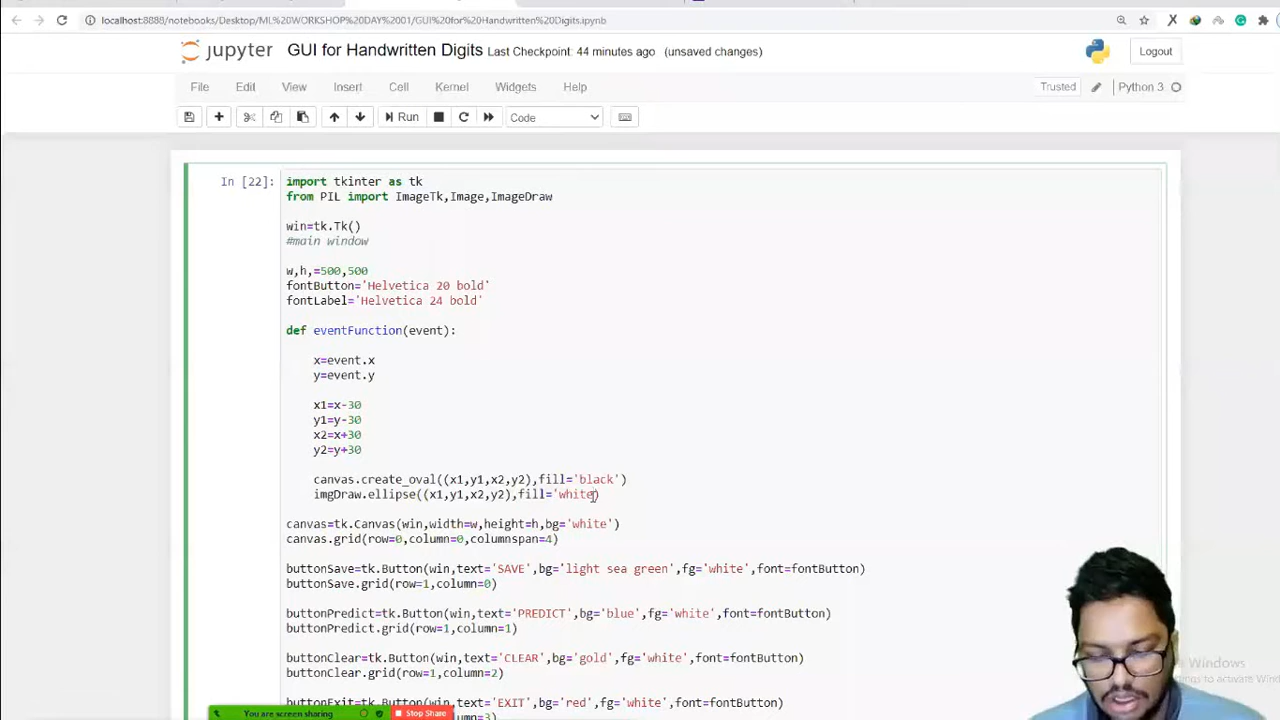 localhost:8888/notebooks/Desktop/ML%20WORKSHOP%20DAY%2001/GUI%20for%20Handwritten%20Digits.ipynb
jupyter GUI for Handwritten Digits Last Checkpoint: 44 minutes ago (unsaved changes) Logout
File Edit View Insert Cell Kernel Widgets Help Trusted Python 3
Run Code
In [22]: import tkinter as tk
from PIL import ImageTk,Image,ImageDraw
win=tk.Tk()
#main window
w,h,=500,500
fontButton='Helvetica 20 bold'
fontLabel='Helvetica 24 bold'
def eventFunction(event):
x=event.x
y=event.y
x1=x-30
y1=y-30
x2=x+30
y2=y+30
canvas.create_oval((x1,y1,x2,y2),fill='black')
imgDraw.ellipse((x1,y1,x2,y2),fill='white)
canvas=tk.Canvas(win,width=w,height=h,bg='white')
canvas.grid(row=0,column=0,columnspan=4)
buttonSave=tk.Button(win,text='SAVE',bg='light sea green',fg='white',font=fontButton)
buttonSave.grid(row=1,column=0)
buttonPredict=tk.Button(win,text='PREDICT',bg='blue',fg='white',font=fontButton)
buttonPredict.grid(row=1,column=1)
buttonClear=tk.Button(win,text='CLEAR',bg='gold',fg='white',font=fontButton)
buttonClear.grid(row=1,column=2)
buttonExit=tk.Button(win,text='EXIT',bg='red',fg='white',font=fontButton)
You are screen sharing Stop Share